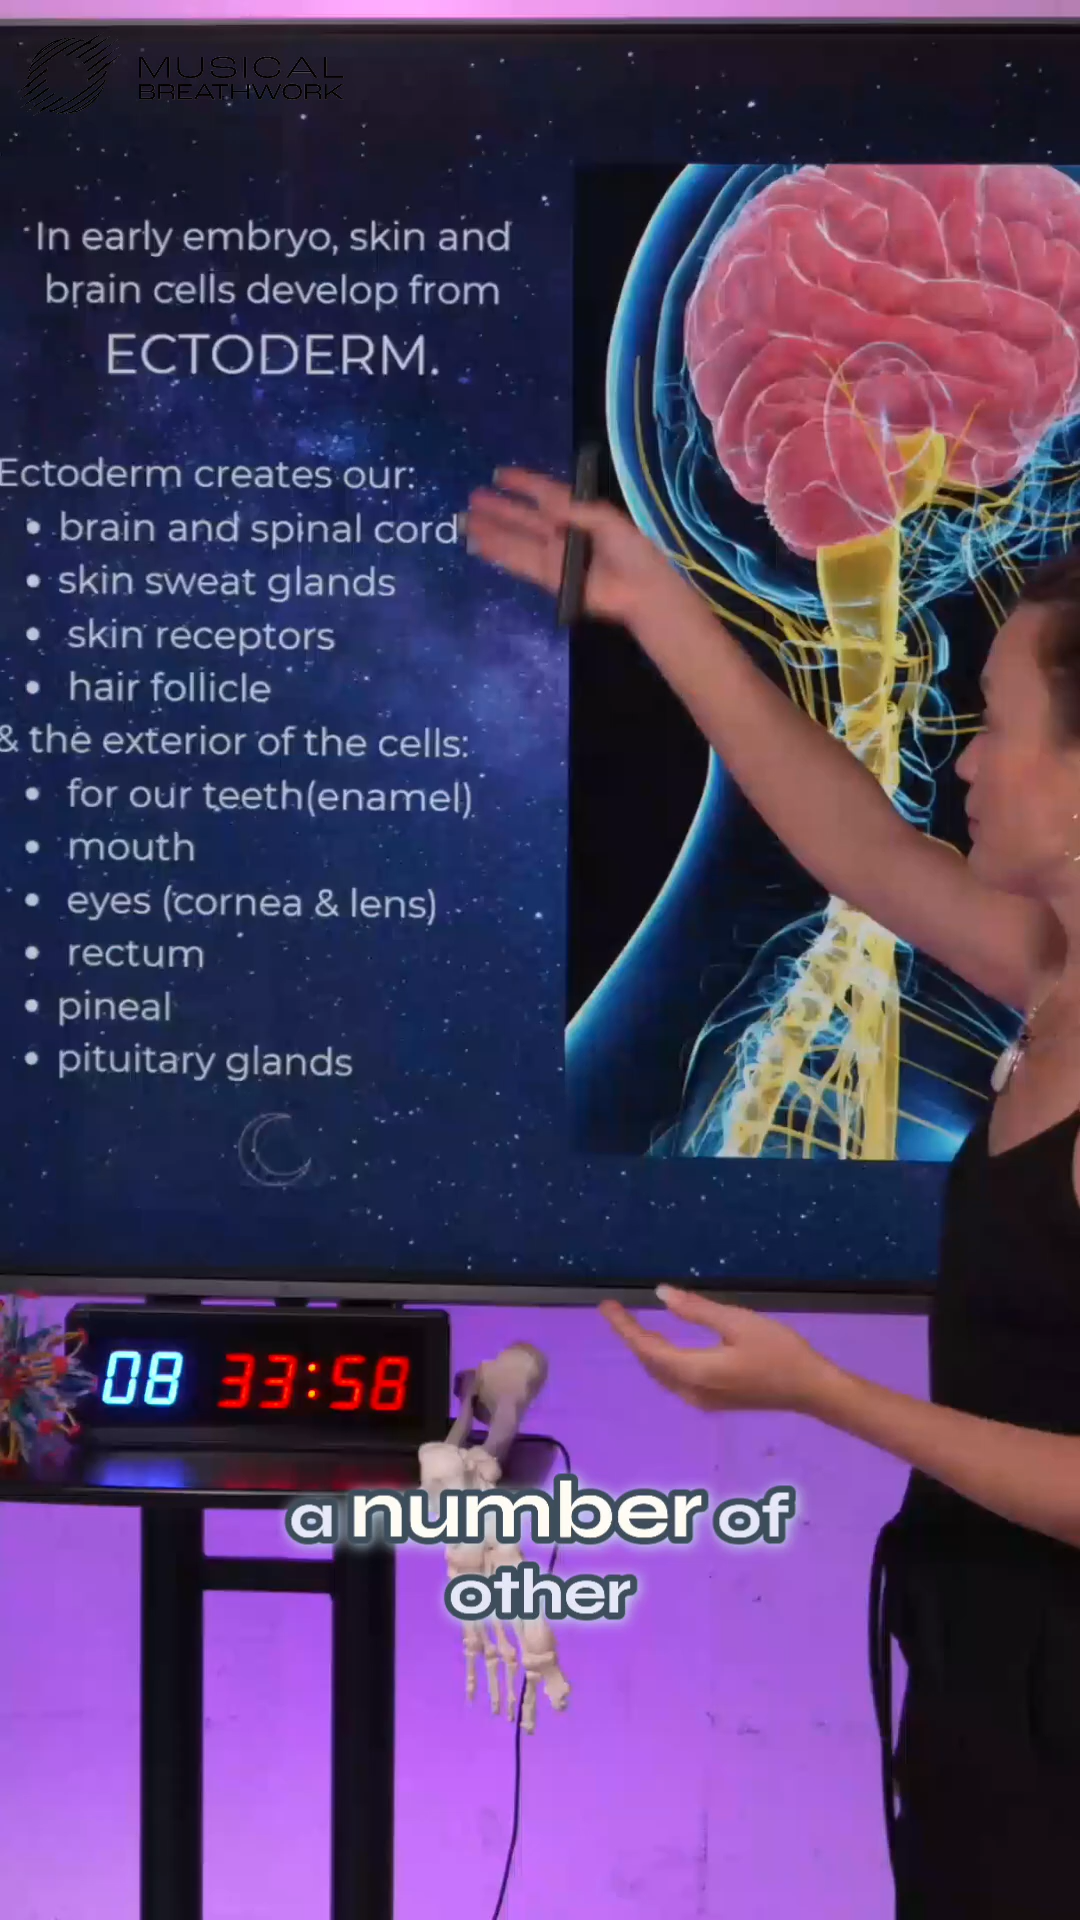 MUSICAL
BREATHWORK
In early embryo, skin and
brain cells develop from
ECTODERM.
Ectoderm creates our:
• brain and spinal cord
• skin sweat glands
• skin receptors
• hair follicle
& the exterior of the cells:
• for our teeth(enamel)
• mouth
• eyes (cornea & lens)
• rectum
• pineal
• pituitary glands
08 33:58
a number of
other